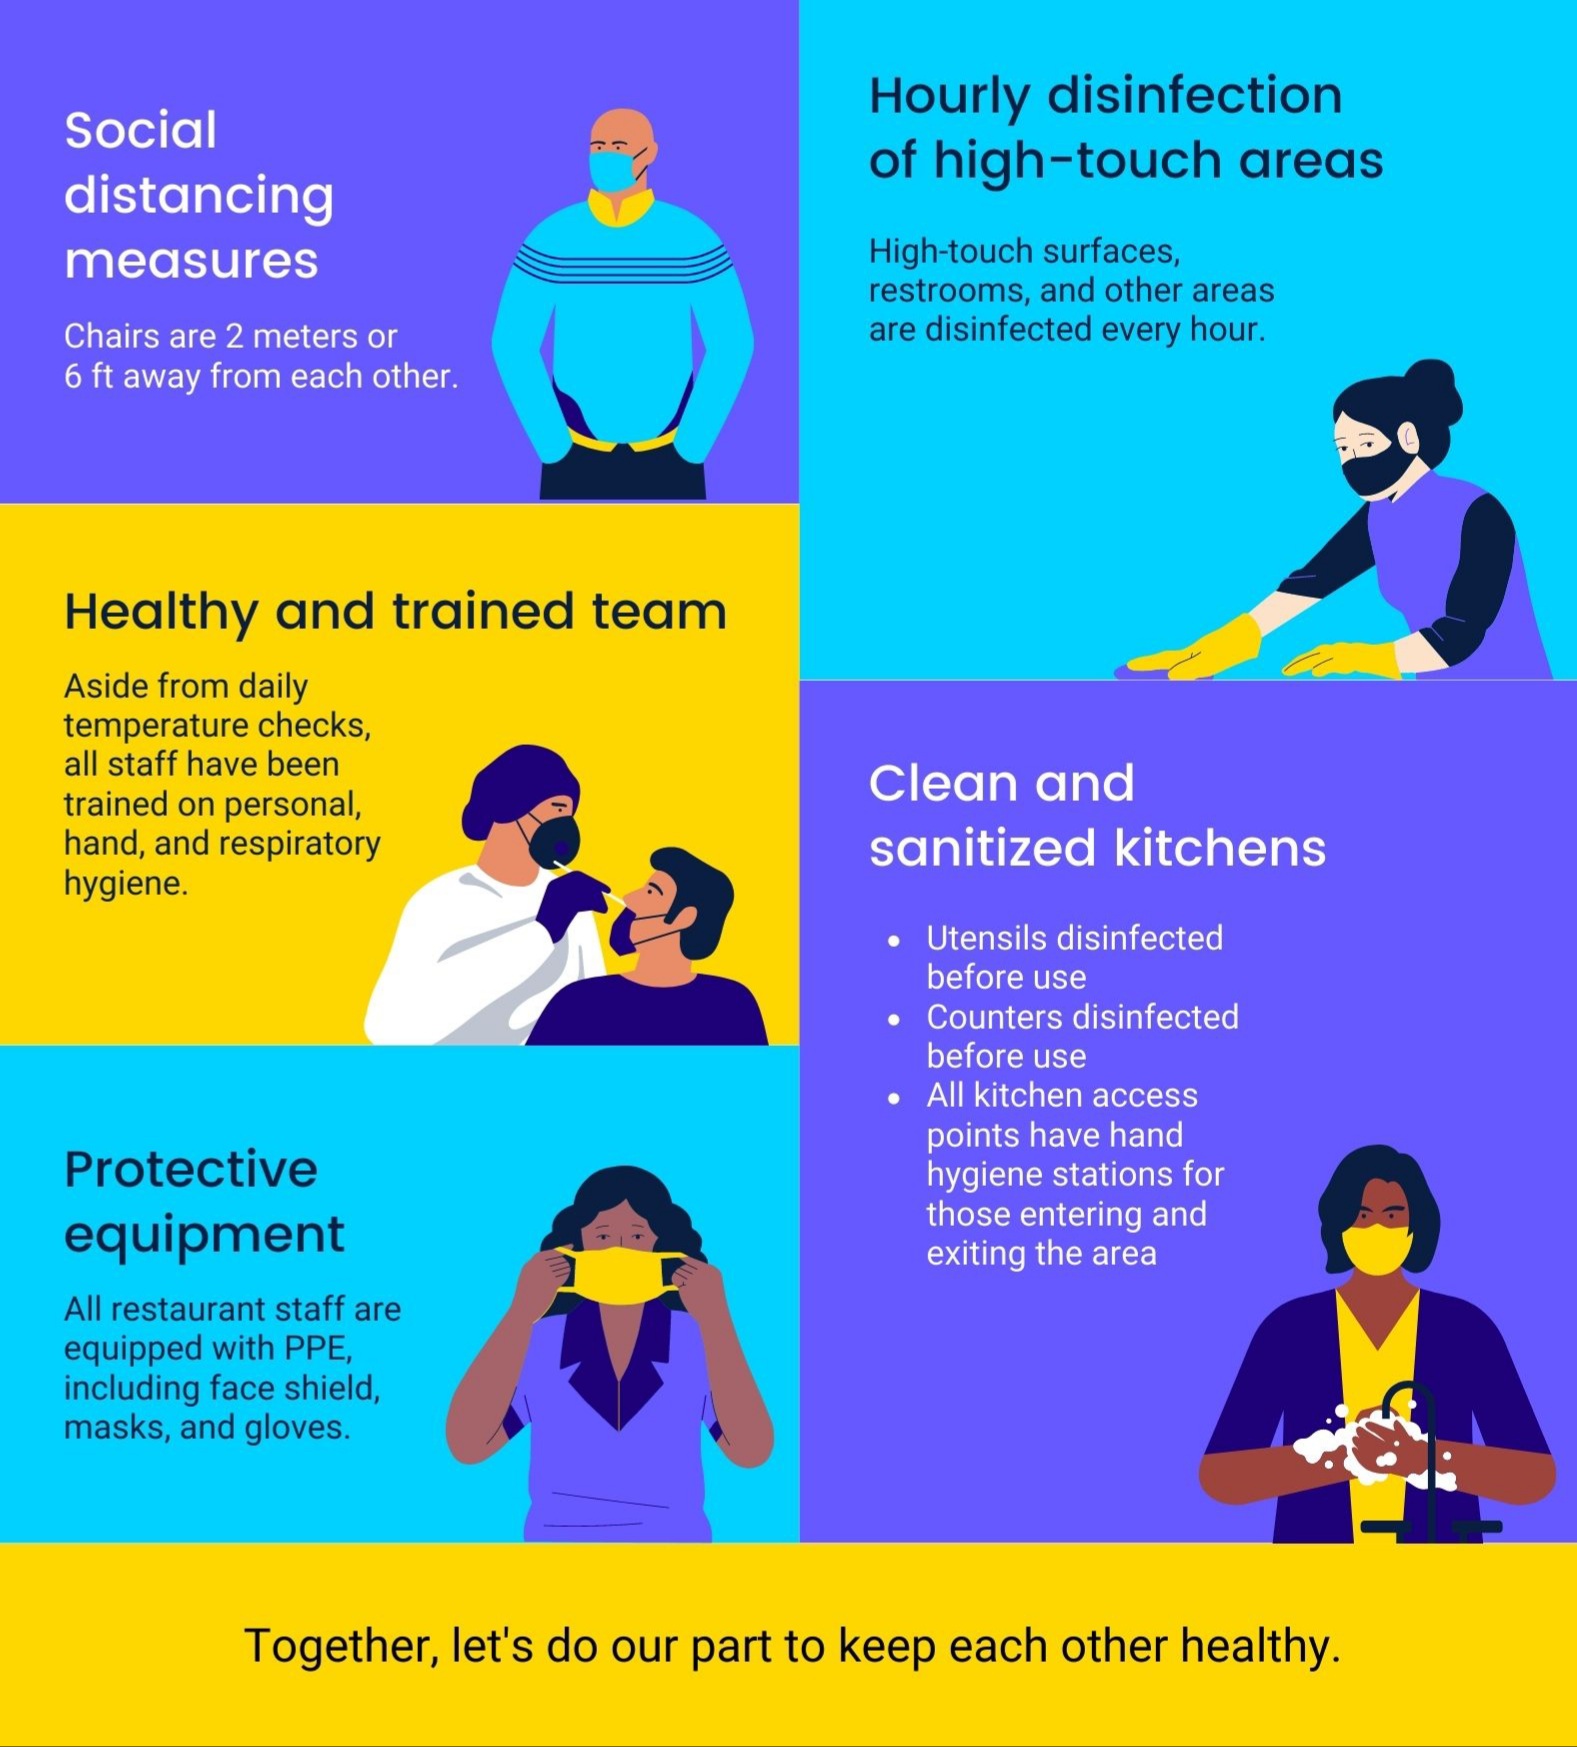 Social
distancing
measures
Chairs are 2 meters or
6 ft away from each other.
Healthy and trained team
Aside from daily
temperature checks,
all staff have been
trained on personal,
hand, and respiratory
hygiene.
Protective
equipment
All restaurant staff are
equipped with PPE,
including face shield,
masks, and gloves.
Hourly disinfection
of high-touch areas
High-touch surfaces,
restrooms, and other areas
are disinfected every hour.
Clean and
sanitized kitchens
• Utensils disinfected
before use
• Counters disinfected
before use
• All kitchen access
points have hand
hygiene stations for
those entering and
exiting the area
Together, let's do our part to keep each other healthy.